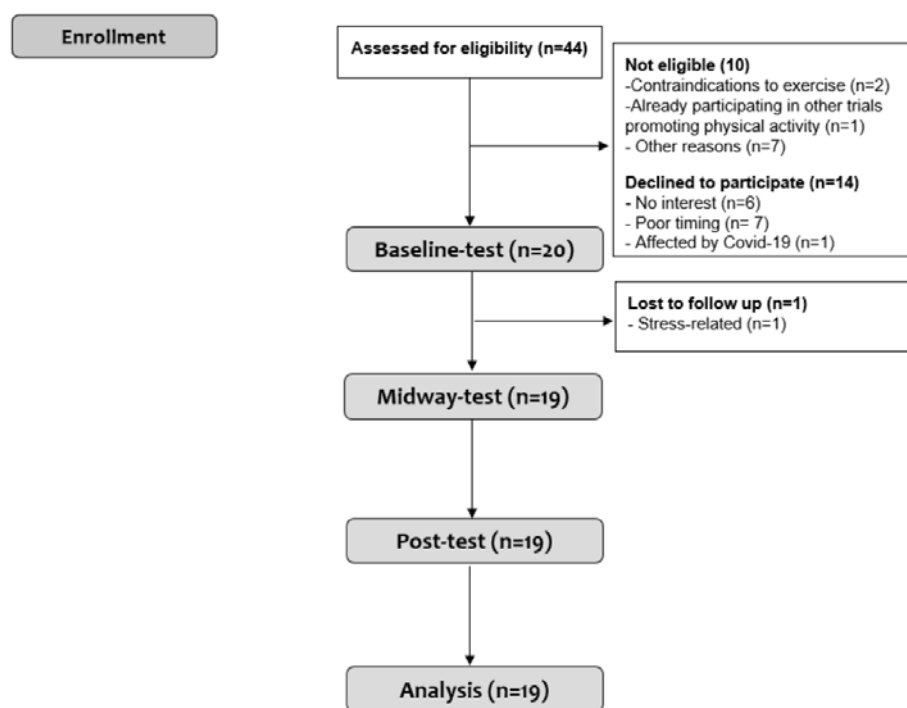 Enrollment
Assessed for eligibility (n=44)
Not eligible (10)
-Contraindications to exercise (n=2)
-Already participating in other trials
promoting physical activity (n=1)
- Other reasons (n=7)
Declined to participate (n=14)
- No interest (n=6)
- Poor timing (n= 7)
- Affected by Covid-19 (n=1)
Baseline-test (n=20)
Lost to follow up (n=1)
- Stress-related (n=1)
Midway-test (n=19)
Post-test (n=19)
Analysis (n=19)